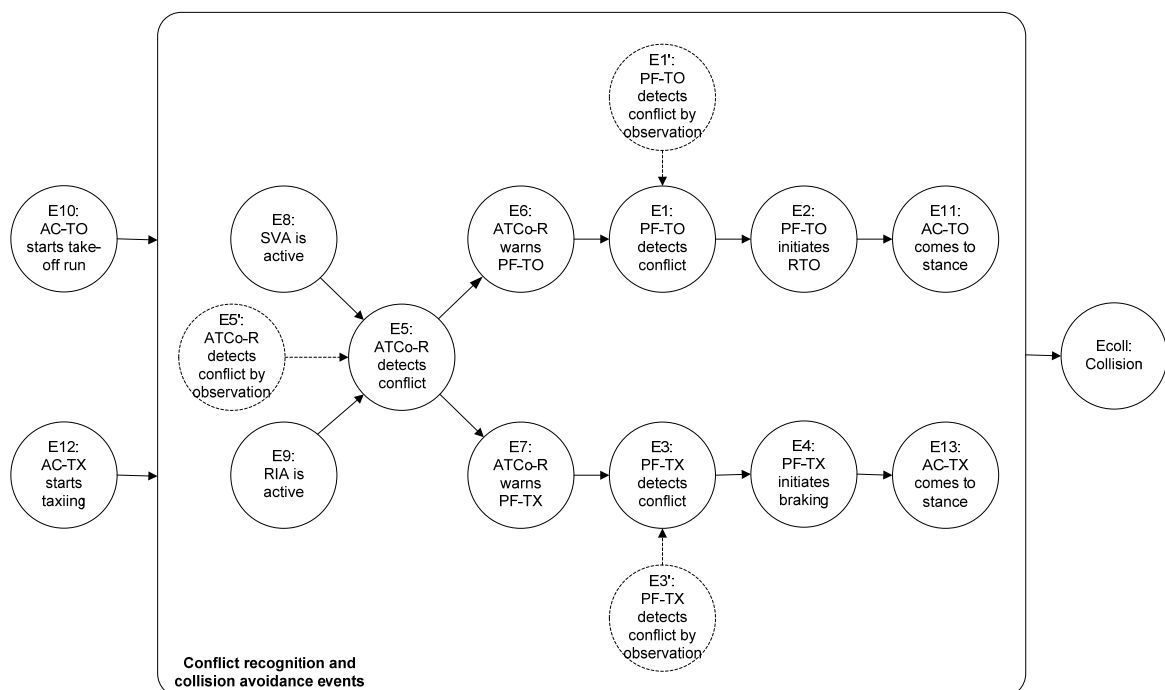 E1':
PF-TO
detects
conflict by
observation
E10:
AC-TO
starts take-
off run
E8:
SVA is
active
E6:
ATCo-R
warns
PF-TO
E1:
PF-TO
detects
conflict
E2:
PF-TO
initiates
RTO
E11:
AC-TO
comes to
stance
E5':
ATCo-R
detects
conflict by
observation
E5:
ATCo-R
detects
conflict
Ecoll:
Collision
E12:
AC-TX
starts
taxiing
E9:
RIA is
active
E7:
ATCo-R
warns
PF-TX
E3:
PF-TX
detects
conflict
E4:
PF-TX
initiates
braking
E13:
AC-TX
comes to
stance
E3':
PF-TX
detects
conflict by
observation
Conflict recognition and
collision avoidance events